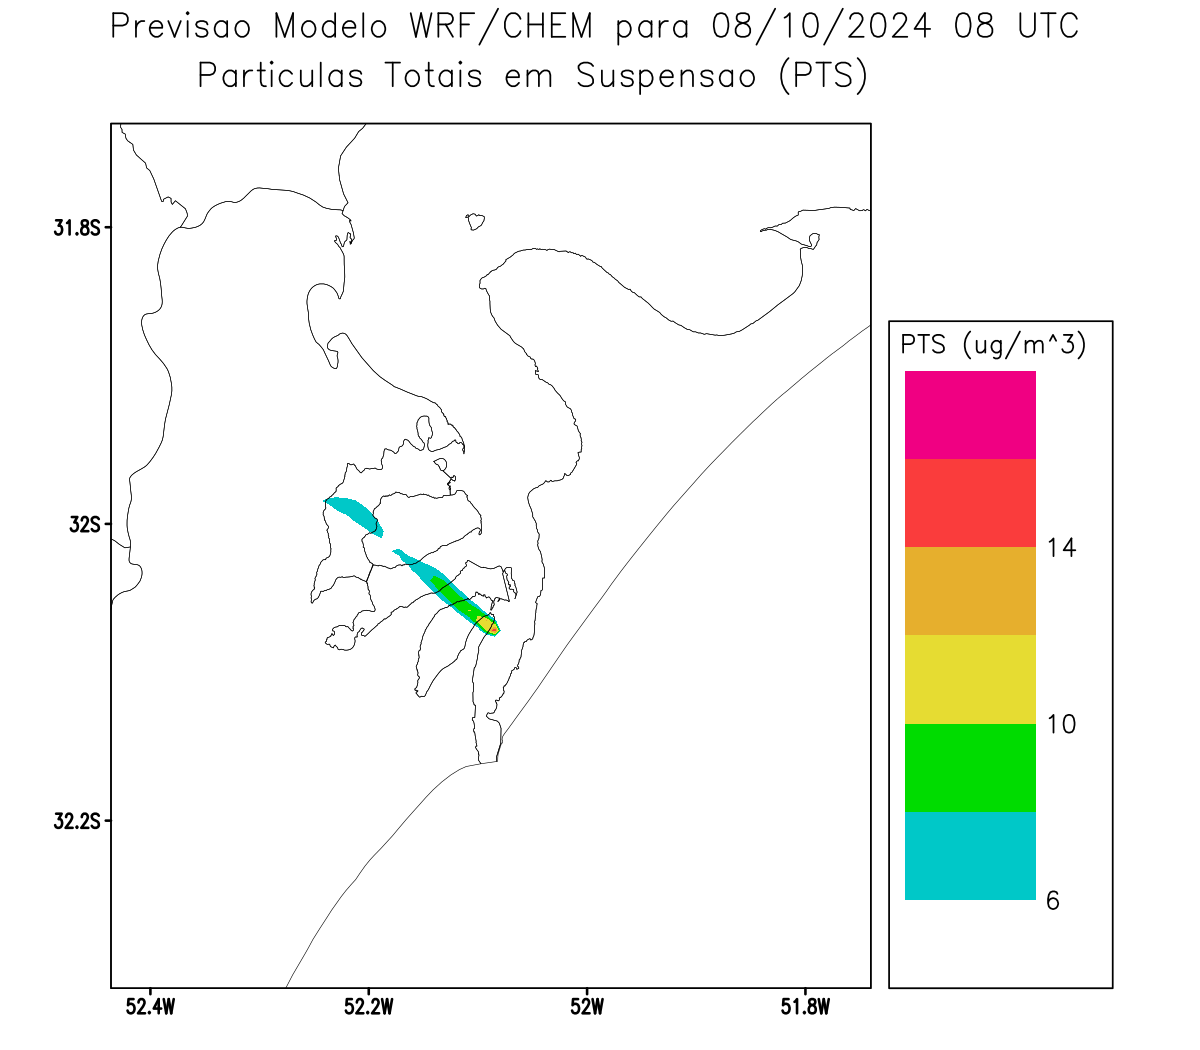 Previsao Modelo WRF/CHEM para 08/10/2024 08 UTC
Particulas Totais em Suspensao (PTS)
31.8S
32S
32.2S
52.4W
52.2W
52W
51.8W
PTS (ug/m^3)
14
10
6